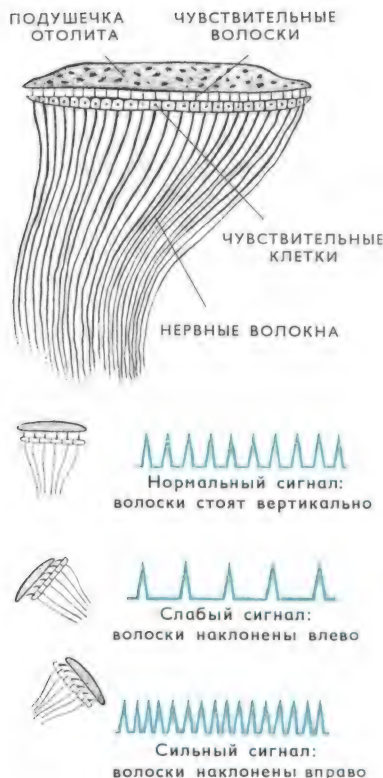 ПОДУШЕЧКА
ОТОЛИТА
ЧУВСТВИТЕЛЬНЫЕ
ВОЛОСКИ
ЧУВСТВИТЕЛЬНЫЕ
КЛЕТКИ
НЕРВНЫЕ ВОЛОКНА
Нормальный сигнал:
волоски стоят вертикально
Слабый сигнал:
волоски наклонены влево
Сильный сигнал:
волоски наклонены вправо